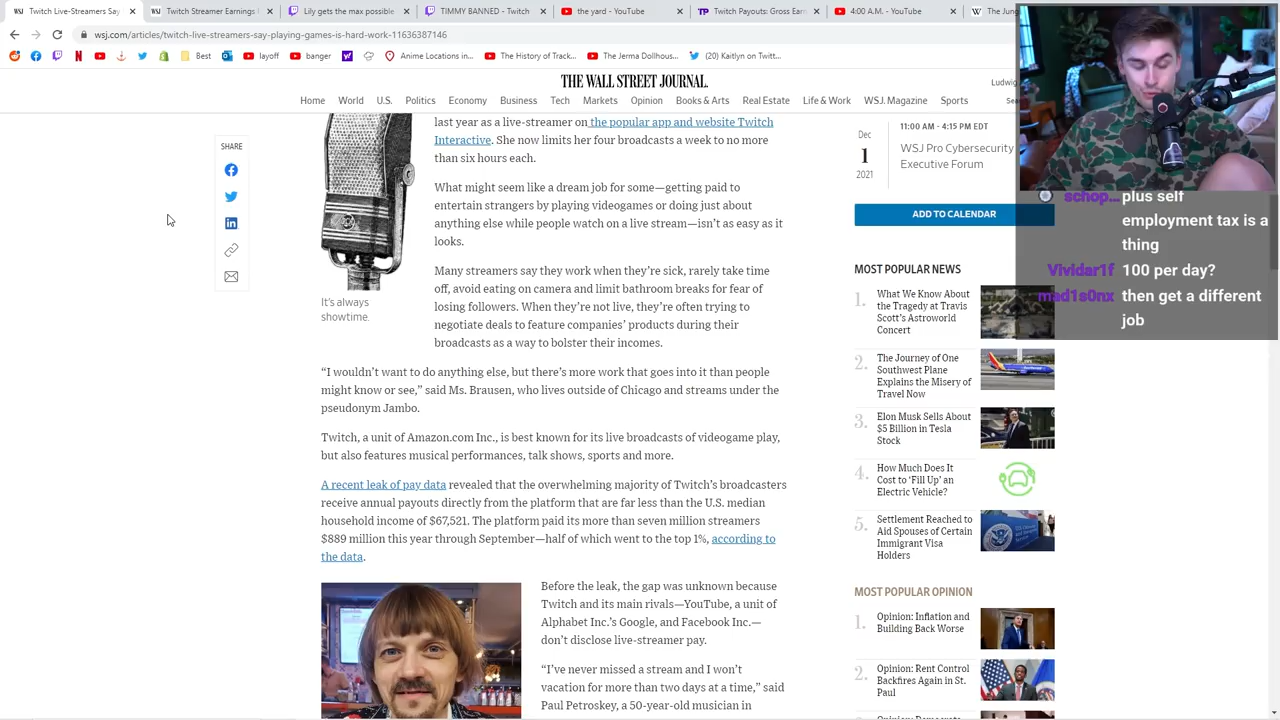 Twitch Live Streamers Say
Twitch Streamer Earnings
Lily gets the max possible
TIMMY BANNED - Twitch
ice yard - YouTube
Twitch Payouts Gross Earn
4:00 A.M. - YouTube
The Jung
wsj.com/articles/twitch-live-streamers-say-playing-games-is-hard-work-11636387146
Best
layoff
banger
Anime Locations in...
The History of Track...
The Jerma Dollhous...
(20) Kaitlyn on Twitt...
THE WALL STREET JOURNAL.
Ludwig
Home World U.S. Politics Economy Business Tech Markets Opinion Books & Arts Real Estate Life & Work WSJ. Magazine Sports
SHARE
It's always
showtime.
last year as a live-streamer on the popular app and website Twitch
Interactive. She now limits her four broadcasts a week to no more
than six hours each.
What might seem like a dream job for some—getting paid to
entertain strangers by playing videogames or doing just about
anything else while people watch on a live stream—isn't as easy as it
looks.
Many streamers say they work when they're sick, rarely take time
off, avoid eating on camera and limit bathroom breaks for fear of
losing followers. When they're not live, they're often trying to
negotiate deals to feature companies' products during their
broadcasts as a way to bolster their incomes.
"I wouldn't want to do anything else, but there's more work that goes into it than people
might know or see," said Ms. Brausen, who lives in a suburb of Chicago and streams under the
pseudonym Jambo.
Twitch, a unit of Amazon.com Inc., is best known for its live broadcasts of videogame play,
but also features musical performances, talk shows, sports and more.
A recent leak of pay data revealed that the overwhelming majority of Twitch's broadcasters
receive annual payouts directly from the platform that are far less than the U.S. median
household income of $67,521. The platform paid its more than seven million streamers
million this year through September—half of which went to the top 1%, according to
the data.
Before the leak, the gap was unknown because
Twitch and its main rivals—YouTube, a unit of
Alphabet Inc.'s Google, and Facebook Inc.—
don't disclose live-streamer pay.
"I've never missed a stream and I won't
vacation for more than two days at a time," said
Paul Petroskey, a 50-year-old musician in
Dec
1
2021
11:00 AM - 4:15 PM EDT
WSJ Pro Cybersecurity
Executive Forum
ADD TO CALENDAR
MOST POPULAR NEWS
1.
What We Know About
the Tragedy at Travis
Scott's Astroworld
Concert
2.
The Journey of One
Southwest Plane
Explains the Misery of
Travel Now
3.
Elon Musk Sells About
$5 Billion in Tesla
Stock
4.
How Much Does It
Cost to 'Fill Up' an
Electric Vehicle?
5.
Settlement Reached to
Aid Spouses of Certain
Immigrant Visa
Holders
MOST POPULAR OPINION
1.
Opinion: Inflation and
Building Back Worse
2.
Opinion: Rent Control
Backfires Again in St.
Paul
schop... plus self
employment tax is a
thing
Vividar1f 100 per day?
mad1s0nx then get a different
job